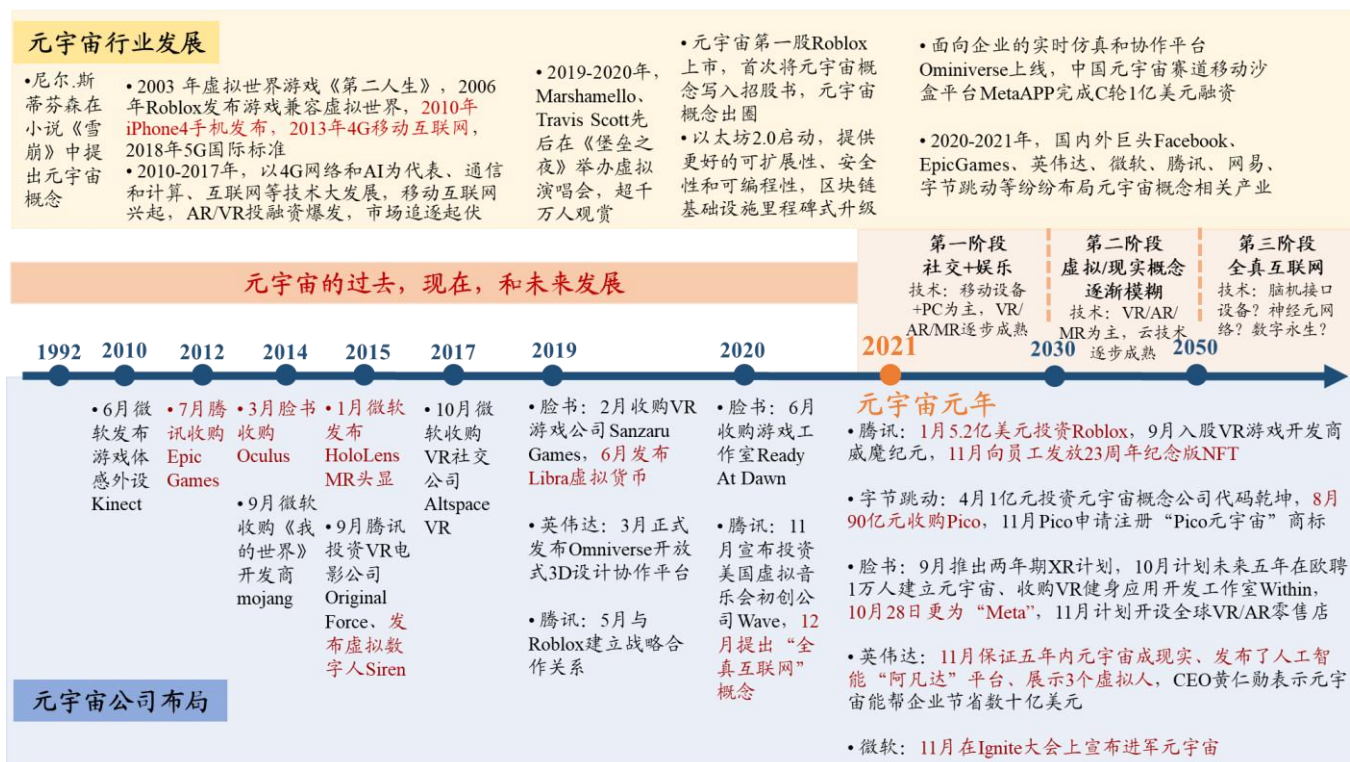 元宇宙行业发展
•尼尔.斯
蒂芬森在
小说《雪
崩》中提
出元宇宙
概念
• 2003 年虚拟世界游戏《第二人生》，2006
年Roblox发布游戏兼容虚拟世界，2010年
iPhone4手机发布，2013年4G移动互联网，
2018年5G国际标准
• 2010-2017年，以4G网络和AI为代表、通信
和计算、互联网等技术大发展，移动互联网
兴起，AR/VR投融资爆发，市场追逐起伏
• 2019-2020年，
Marshamello、
Travis Scott先
后在《堡垒之
夜》举办虚拟
演唱会，超千
万人观赏
• 元宇宙第一股Roblox
上市，首次将元宇宙概
念写入招股书，元宇宙
概念出圈
• 以太坊2.0启动，提供
更好的可扩展性、安全
性和可编程性，区块链
基础设施里程碑式升级
• 面向企业的实时仿真和协作平台
Ominiverse上线，中国元宇宙赛道移动沙
盒平台MetaAPP完成C轮1亿美元融资
• 2020-2021年，国内外巨头Facebook、
EpicGames、英伟达、微软、腾讯、网易、
字节跳动等纷纷布局元宇宙概念相关产业
元宇宙的过去，现在，和未来发展
第一阶段
社交+娱乐
技术：移动设备
+PC为主，VR/
AR/MR逐步成熟
第二阶段
虚拟/现实概念
逐渐模糊
技术：VR/AR/
MR为主，云技术
逐步成熟
第三阶段
全真互联网
技术：脑机接口
设备？神经元网
络？数字永生？
1992
2010
2012
2014
2015
2017
2019
2020
2021
2030
2050
元宇宙元年
• 6月微
软发布
游戏体
感外设
Kinect
• 7月腾
讯收购
Epic
Games
• 3月脸书
收购
Oculus
• 9月微软
收购《我
的世界》
开发商
mojang
• 1月微软
发布
HoloLens
MR头显
• 9月腾讯
投资VR电
影公司
Original
Force、发
布虚拟数
字人Siren
• 10月微
软收购
VR社交
公司
Altspace
VR
• 脸书：2月收购VR
游戏公司Sanzaru
Games，6月发布
Libra虚拟货币
• 英伟达：3月正式
发布Omniverse开放
式3D设计协作平台
• 腾讯：5月与
Roblox建立战略合
作关系
• 脸书：6月
收购游戏工
作室Ready
At Dawn
• 腾讯：11
月宣布投资
美国虚拟音
乐会初创公
司Wave，12
月提出“全
真互联网”
概念
• 腾讯：1月5.2亿美元投资Roblox，9月入股VR游戏开发商
威魔纪元，11月向员工发放23周年纪念版NFT
• 字节跳动：4月1亿元投资元宇宙概念公司代码乾坤，8月
90亿元收购Pico，11月Pico申请注册“Pico元宇宙”商标
• 脸书：9月推出两年期XR计划，10月计划未来五年在欧聘
1万人建立元宇宙、收购VR健身应用开发工作室Within，
10月28日更为“Meta”，11月计划开设全球VR/AR零售店
• 英伟达：11月保证五年内元宇宙成现实、发布了人工智
能“阿凡达”平台、展示3个虚拟人，CEO黄仁勋表示元宇
宙能帮企业节省数十亿美元
• 微软：11月在Ignite大会上宣布进军元宇宙
元宇宙公司布局